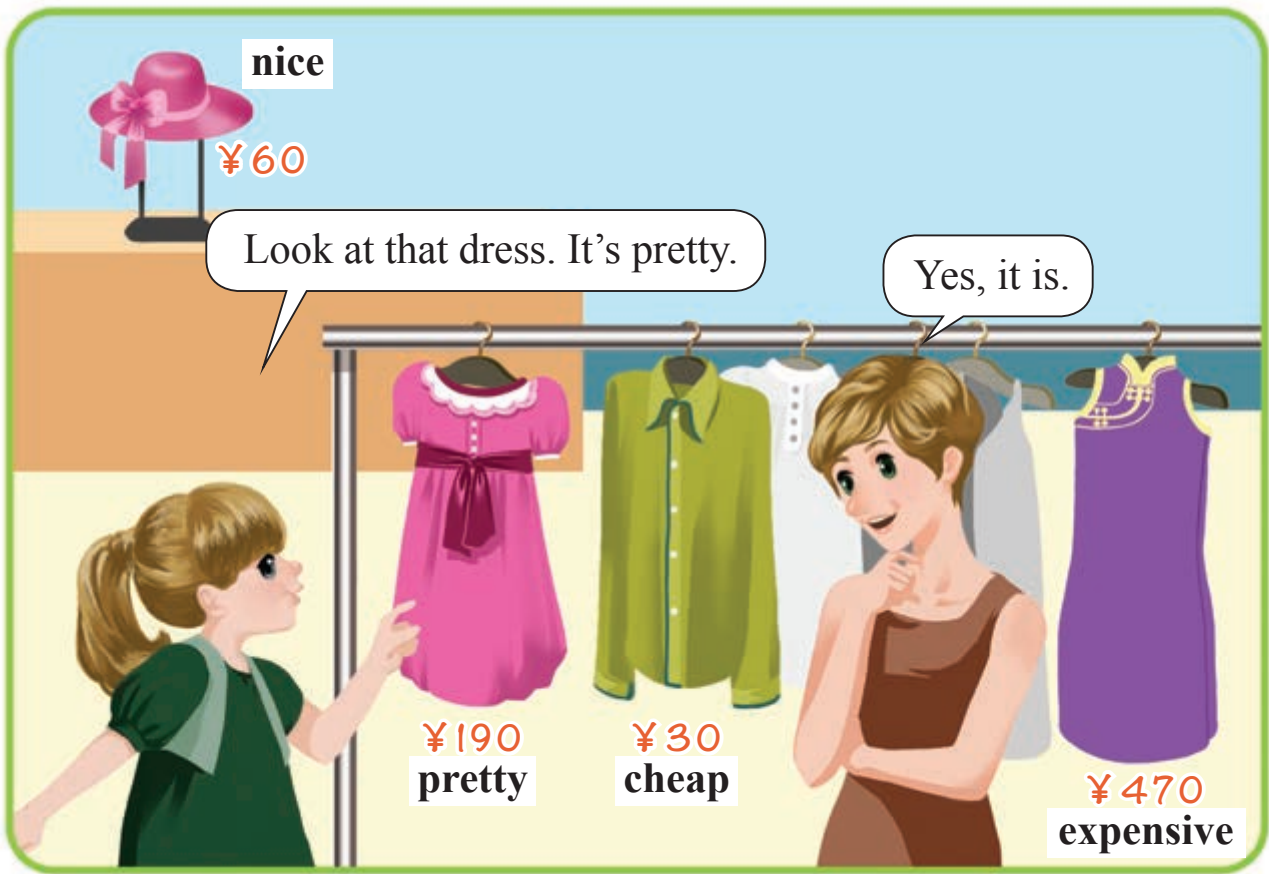 nice
¥60
Look at that dress. It’s pretty.
Yes, it is.
¥190
pretty
¥30
cheap
¥470
expensive